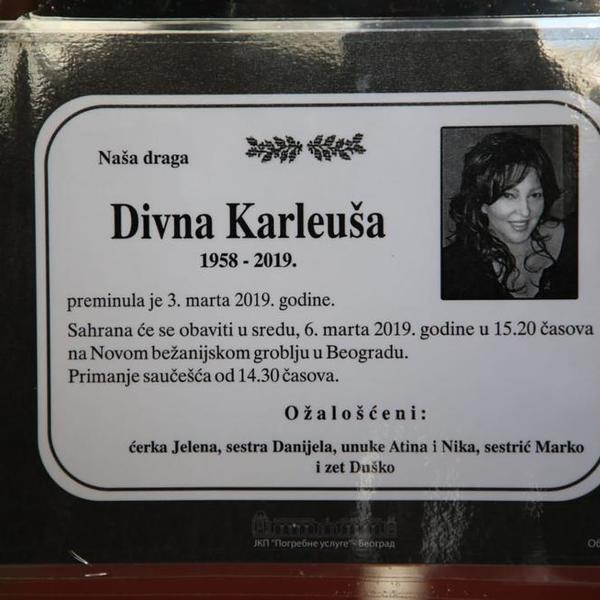 Naša draga
Divna Karleuša
1958 - 2019.
preminula je 3. marta 2019. godine.
Sahrana će se obaviti u sredu, 6. marta 2019. godine u 15.20 časova
na Novom bežanijskom groblju u Beogradu.
Primanje saučešća od 14.30 časova.
Ožalošćeni:
ćerka Jelena, sestra Danijela, unuke Atina i Nika, sestrić Marko
i zet Duško
ЈКП "Погребне услуге" - Београд